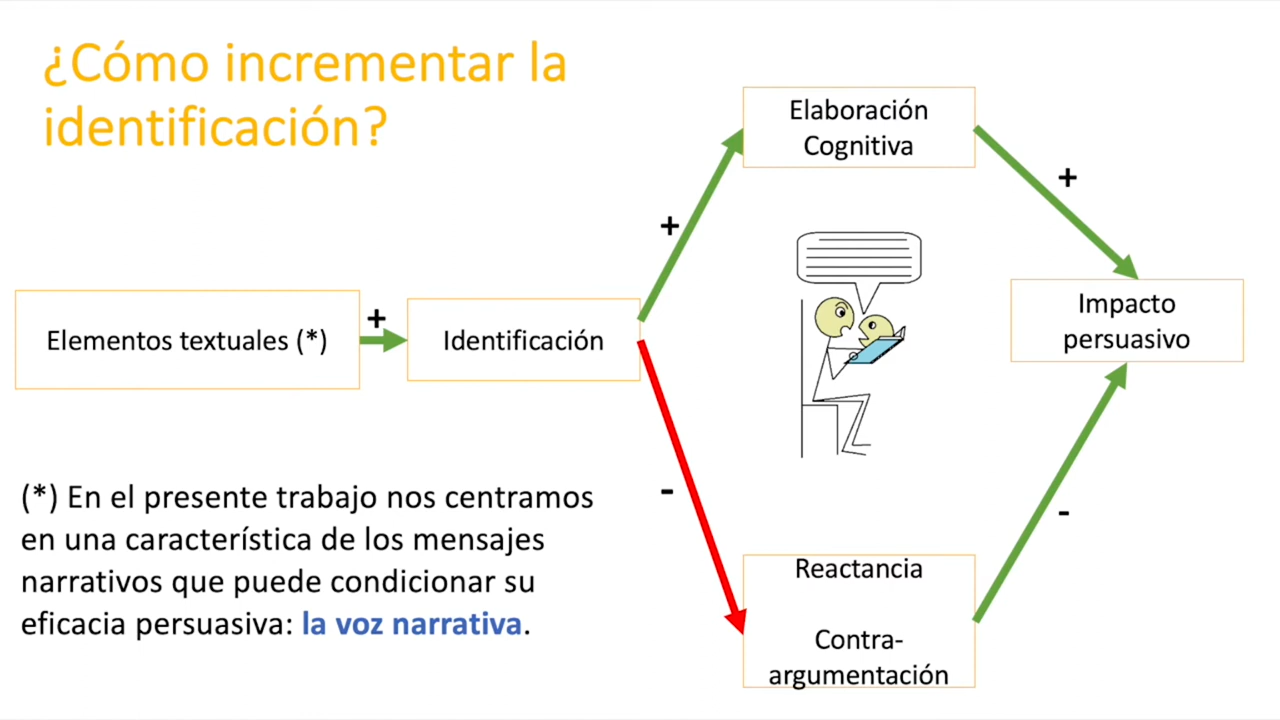 ¿Cómo incrementar la
identificación?
Elaboración
Cognitiva
+
+
+
Elementos textuales (*)
Identificación
Impacto
persuasivo
-
-
Reactancia
Contra-
argumentación
(*) En el presente trabajo nos centramos
en una característica de los mensajes
narrativos que puede condicionar su
eficacia persuasiva: la voz narrativa.